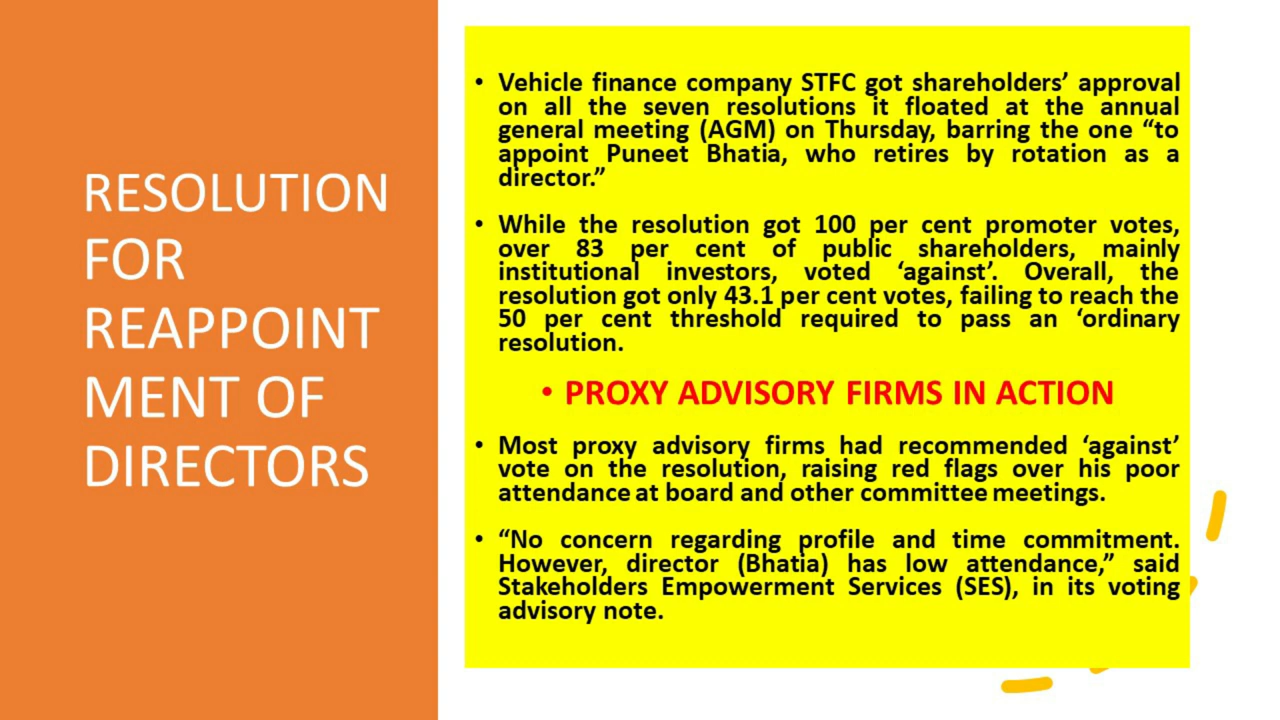 RESOLUTION
FOR
REAPPOINT
MENT OF
DIRECTORS
• Vehicle finance company STFC got shareholders’ approval
on all the seven resolutions it floated at the annual
general meeting (AGM) on Thursday, barring the one “to
appoint Puneet Bhatia, who retires by rotation as a
director.”
• While the resolution got 100 per cent promoter votes,
over 83 per cent of public shareholders, mainly
institutional investors, voted ‘against’. Overall, the
resolution got only 43.1 per cent votes, failing to reach the
50 per cent threshold required to pass an ‘ordinary
resolution.
• PROXY ADVISORY FIRMS IN ACTION
• Most proxy advisory firms had recommended ‘against’
vote on the resolution, raising red flags over his poor
attendance at board and other committee meetings.
• “No concern regarding profile and time commitment.
However, director (Bhatia) has low attendance,” said
Stakeholders Empowerment Services (SES), in its voting
advisory note.